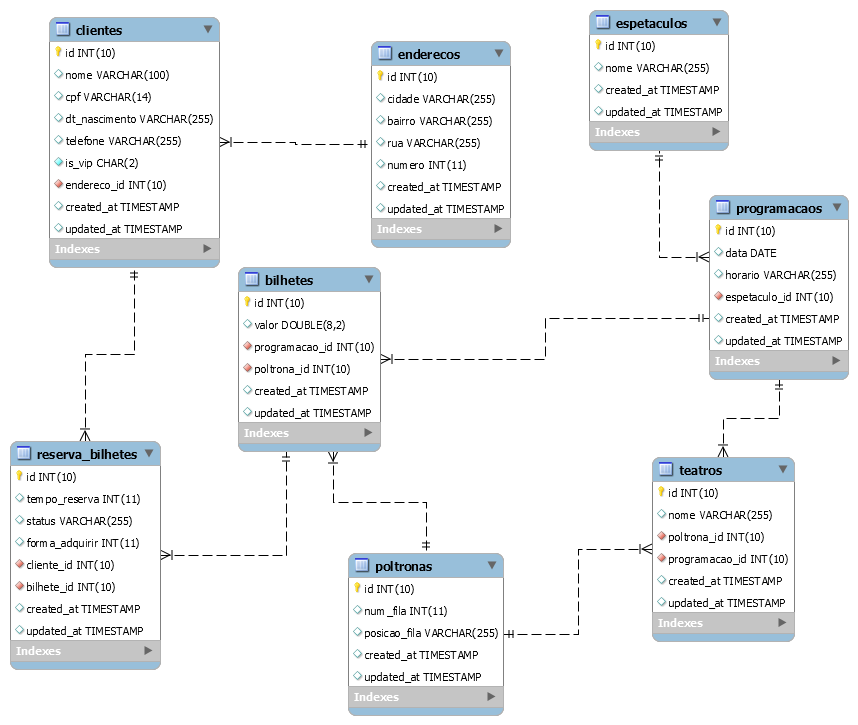 clientes
id INT(10)
nome VARCHAR(100)
cpf VARCHAR(14)
dt_nascimento VARCHAR(255)
telefone VARCHAR(255)
is_vip CHAR(2)
endereco_id INT(10)
created_at TIMESTAMP
updated_at TIMESTAMP
Indexes
enderecos
id INT(10)
cidade VARCHAR(255)
bairro VARCHAR(255)
rua VARCHAR(255)
numero INT(11)
created_at TIMESTAMP
updated_at TIMESTAMP
Indexes
espetaculos
id INT(10)
nome VARCHAR(255)
created_at TIMESTAMP
updated_at TIMESTAMP
Indexes
programacaos
id INT(10)
data DATE
horario VARCHAR(255)
espetaculo_id INT(10)
created_at TIMESTAMP
updated_at TIMESTAMP
Indexes
bilhetes
id INT(10)
valor DOUBLE(8,2)
programacao_id INT(10)
poltrona_id INT(10)
created_at TIMESTAMP
updated_at TIMESTAMP
Indexes
reserva_bilhetes
id INT(10)
tempo_reserva INT(11)
status VARCHAR(255)
forma_adquirir INT(11)
cliente_id INT(10)
bilhete_id INT(10)
created_at TIMESTAMP
updated_at TIMESTAMP
Indexes
teatros
id INT(10)
nome VARCHAR(255)
poltrona_id INT(10)
programacao_id INT(10)
created_at TIMESTAMP
updated_at TIMESTAMP
Indexes
poltronas
id INT(10)
num_fila INT(11)
posicao_fila VARCHAR(255)
created_at TIMESTAMP
updated_at TIMESTAMP
Indexes